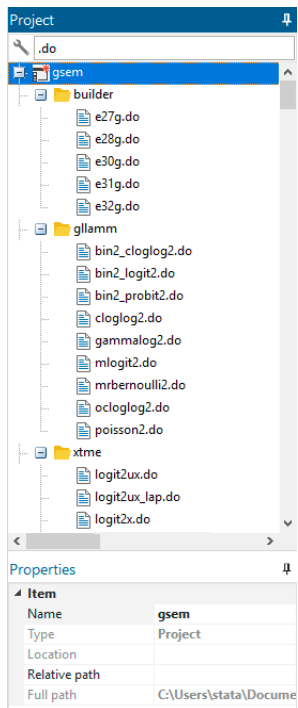 Project
.do
gsem
builder
e27g.do
e28g.do
e30g.do
e31g.do
e32g.do
gllamm
bin2_cloglog2.do
bin2_logit2.do
bin2_probit2.do
cloglog2.do
gammalog2.do
mlogit2.do
mrbernoulli2.do
ocloglog2.do
poisson2.do
xtme
logit2ux.do
logit2ux_lap.do
logit2x.do
Properties
Item
Name gsem
Type Project
Location
Relative path
Full path C:\Users\stata\Docume